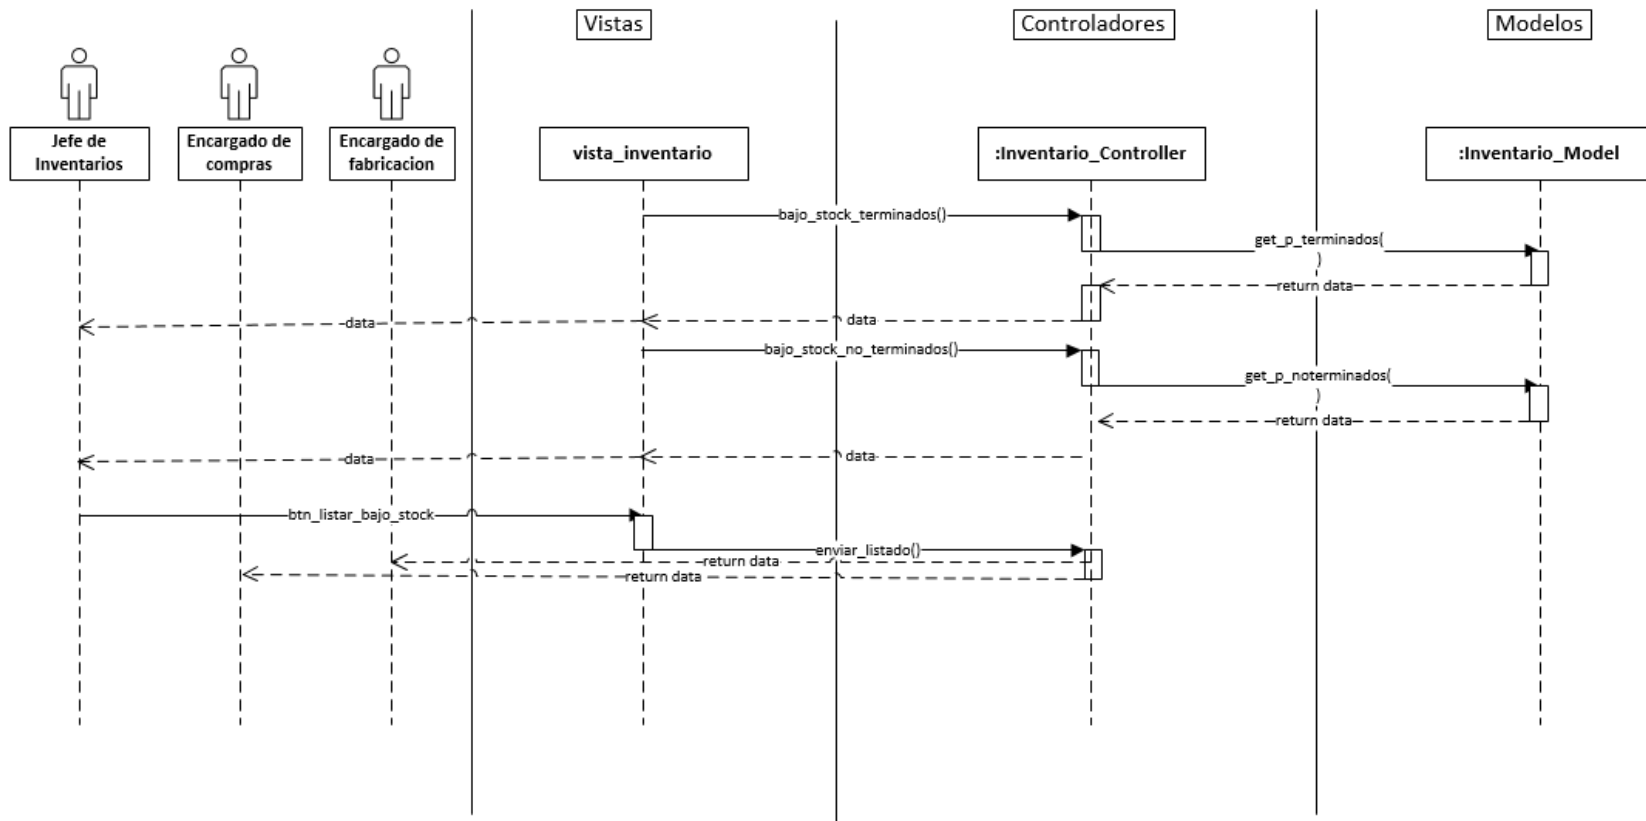 Vistas
Controladores
Modelos
Jefe de
Inventarios
Encargado de
compras
Encargado de
fabricacion
vista_inventario
:Inventario_Controller
:Inventario_Model
bajo_stock_terminados()
get_p_terminados(
)
return data
data
data
bajo_stock_no_terminados()
get_p_noterminados(
)
return data
data
data
btn_listar_bajo_stock
enviar_listado()
return data
return data